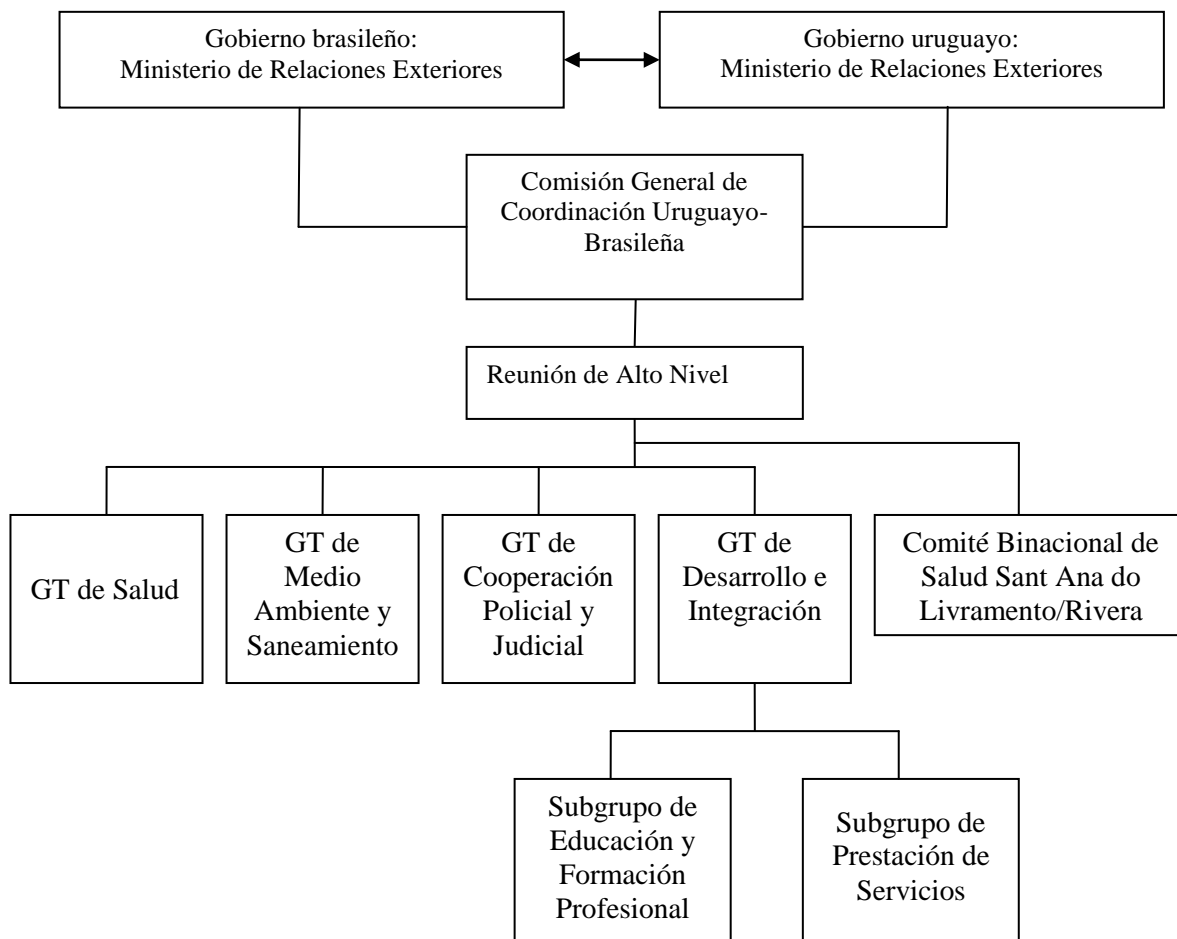 Gobierno brasileño:
Ministerio de Relaciones Exteriores
Gobierno uruguayo:
Ministerio de Relaciones Exteriores
Comisión General de
Coordinación Uruguayo-
Brasileña
Reunión de Alto Nivel
GT de Salud
GT de
Medio
Ambiente y
Saneamiento
GT de
Cooperación
Policial y
Judicial
GT de
Desarrollo e
Integración
Comité Binacional de
Salud Sant Ana do
Livramento/Rivera
Subgrupo de
Educación y
Formación
Profesional
Subgrupo de
Prestación de
Servicios